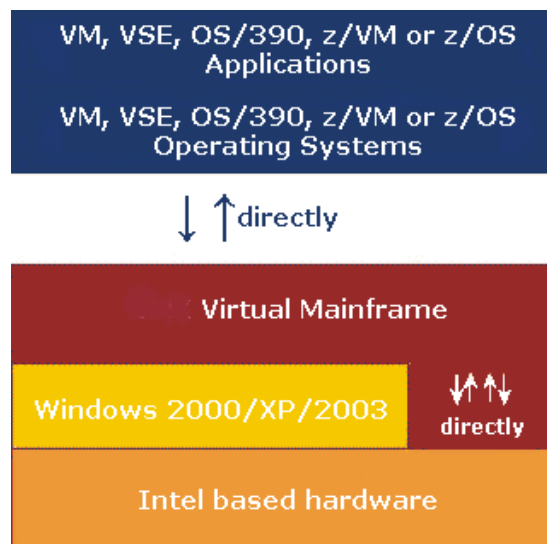 VM, VSE, OS/390, z/VM or z/OS
Applications
VM, VSE, OS/390, z/VM or z/OS
Operating Systems
directly
Virtual Mainframe
Windows 2000/XP/2003
directly
Intel based hardware